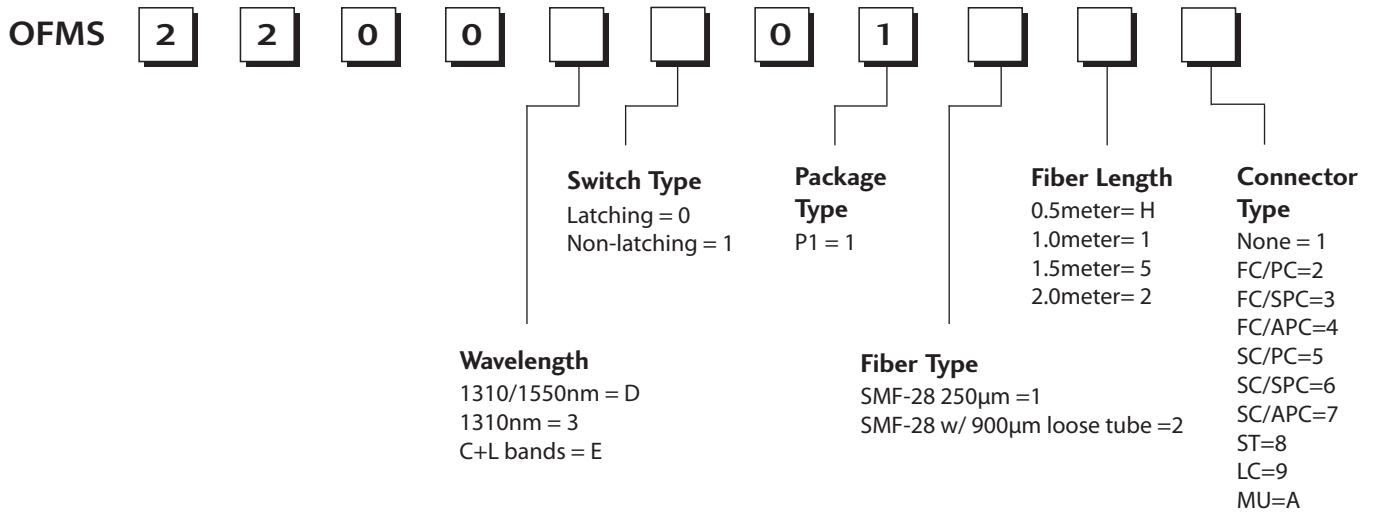 OFMS 2 2 0 0 0 1
Switch Type
Latching = 0
Non-latching = 1
Package
Type
P1 = 1
Fiber Length
0.5meter= H
1.0meter= 1
1.5meter= 5
2.0meter= 2
Connector
Type
None = 1
FC/PC=2
FC/SPC=3
FC/APC=4
SC/PC=5
SC/SPC=6
SC/APC=7
ST=8
LC=9
MU=A
Wavelength
1310/1550nm = D
1310nm = 3
C+L bands = E
Fiber Type
SMF-28 250μm =1
SMF-28 w/ 900μm loose tube =2